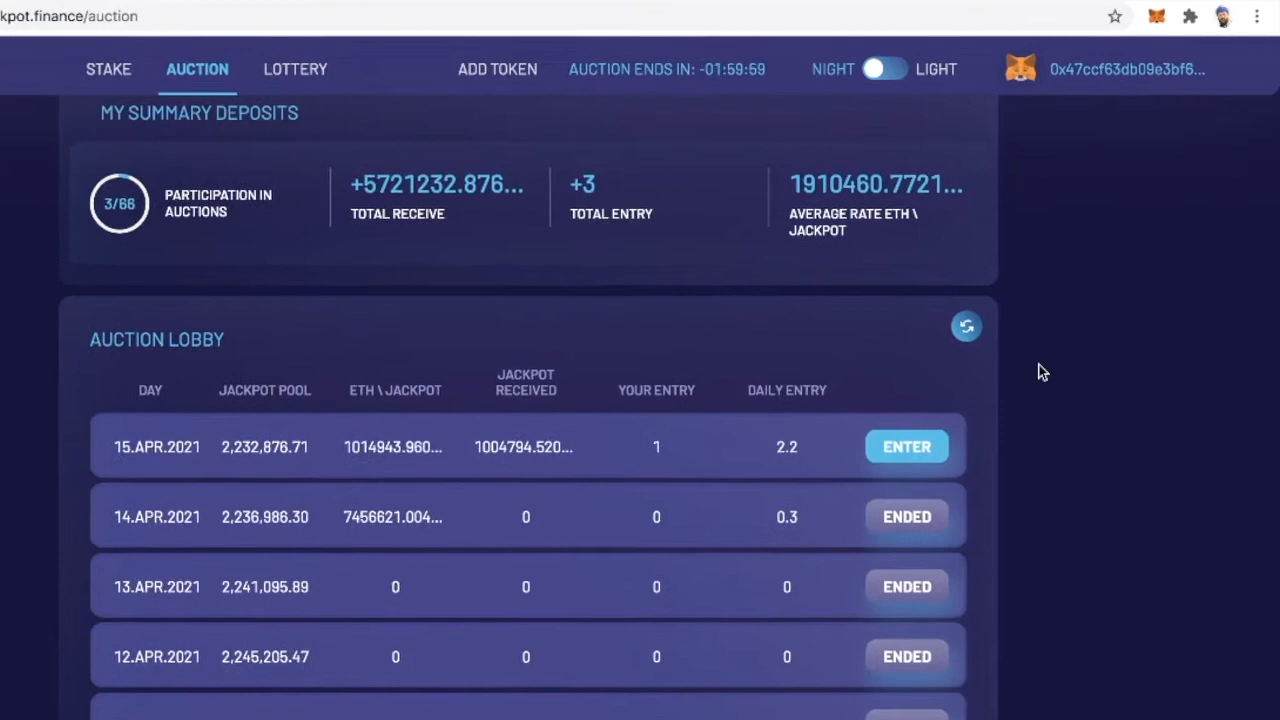 kpot.finance/auction
STAKE AUCTION LOTTERY ADD TOKEN AUCTION ENDS IN: -01:59:59 NIGHT LIGHT 0x47ccf63db09e3bf6...
MY SUMMARY DEPOSITS
3/66 PARTICIPATION IN AUCTIONS
+5721232.876...
TOTAL RECEIVE
+3
TOTAL ENTRY
1910460.7721...
AVERAGE RATE ETH \
JACKPOT
AUCTION LOBBY
DAY JACKPOT POOL ETH \ JACKPOT JACKPOT RECEIVED YOUR ENTRY DAILY ENTRY
15.APR.2021 2,232,876.71 1014943.960... 1004794.520... 1 2.2 ENTER
14.APR.2021 2,236,986.30 7456621.004... 0 0 0.3 ENDED
13.APR.2021 2,241,095.89 0 0 0 0 ENDED
12.APR.2021 2,245,205.47 0 0 0 0 ENDED